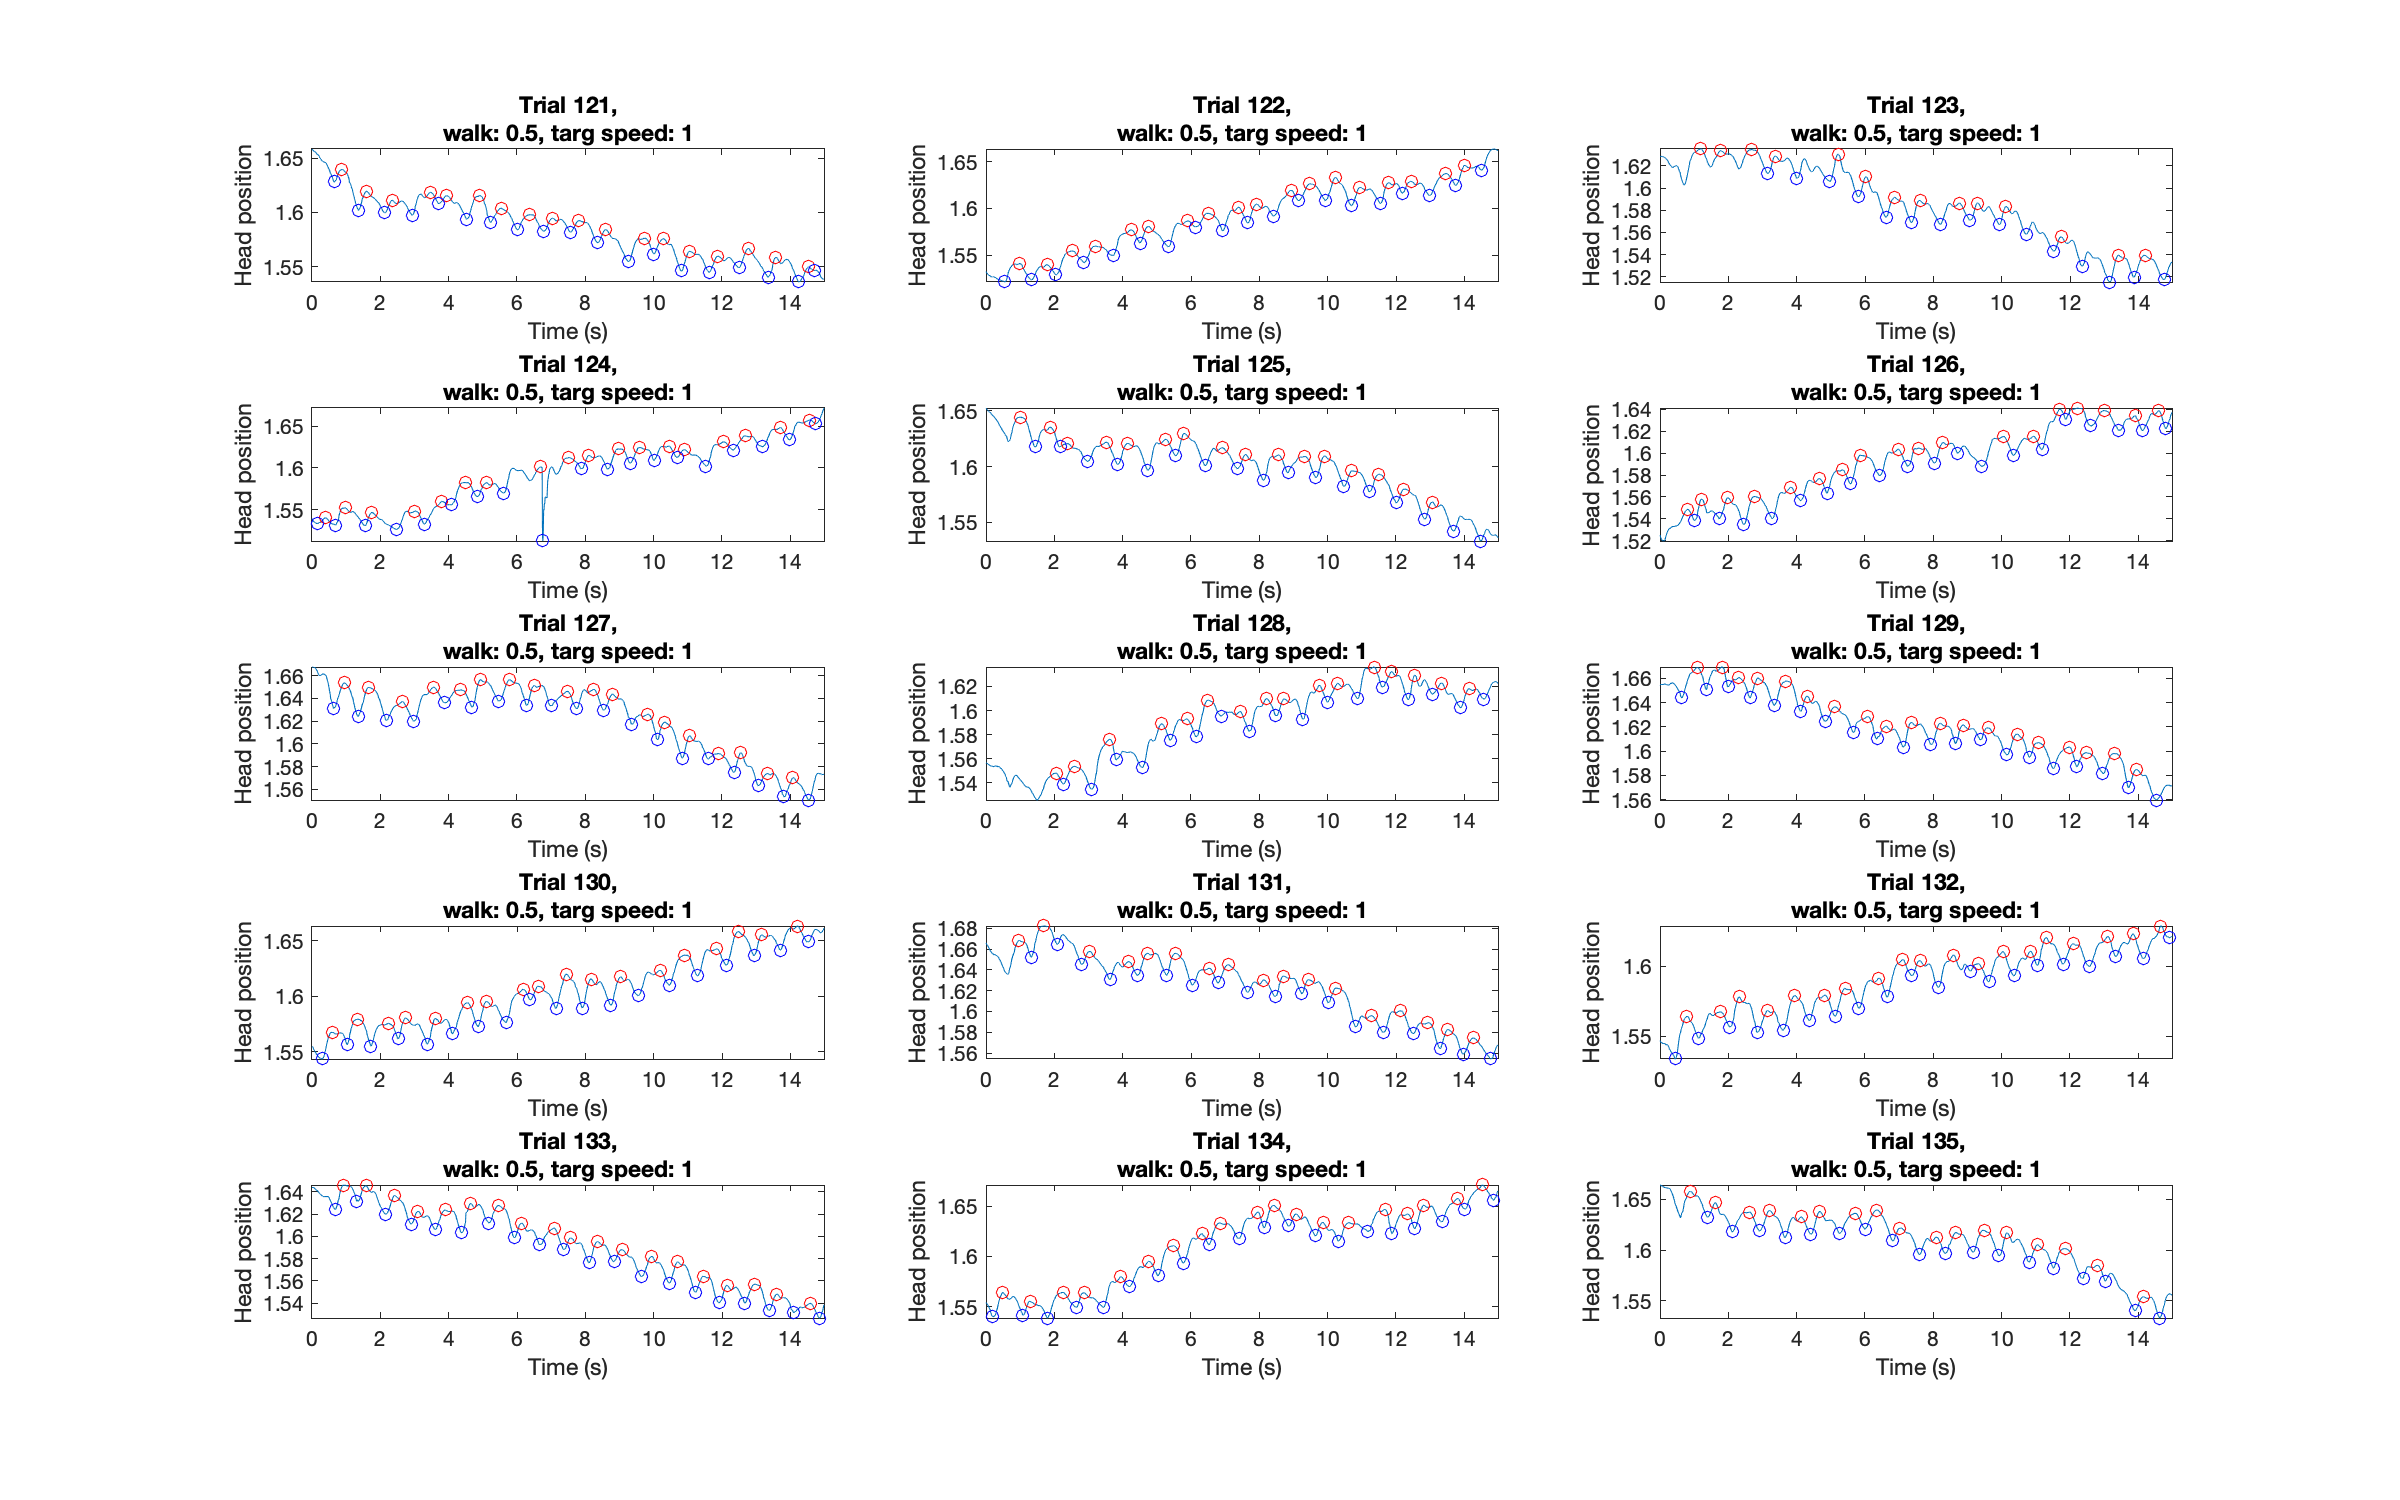 Trial 121,
walk: 0.5, targ speed: 1
Head position
1.65
1.6
1.55
0 2 4 6 8 10 12 14
Time (s)
Trial 122,
walk: 0.5, targ speed: 1
Head position
1.65
1.6
1.55
0 2 4 6 8 10 12 14
Time (s)
Trial 123,
walk: 0.5, targ speed: 1
Head position
1.62
1.6
1.58
1.56
1.54
1.52
0 2 4 6 8 10 12 14
Time (s)
Trial 124,
walk: 0.5, targ speed: 1
Head position
1.65
1.6
1.55
0 2 4 6 8 10 12 14
Time (s)
Trial 125,
walk: 0.5, targ speed: 1
Head position
1.65
1.6
1.55
0 2 4 6 8 10 12 14
Time (s)
Trial 126,
walk: 0.5, targ speed: 1
Head position
1.64
1.62
1.6
1.58
1.56
1.54
1.52
0 2 4 6 8 10 12 14
Time (s)
Trial 127,
walk: 0.5, targ speed: 1
Head position
1.66
1.64
1.62
1.6
1.58
1.56
0 2 4 6 8 10 12 14
Time (s)
Trial 128,
walk: 0.5, targ speed: 1
Head position
1.62
1.6
1.58
1.56
1.54
0 2 4 6 8 10 12 14
Time (s)
Trial 129,
walk: 0.5, targ speed: 1
Head position
1.66
1.64
1.62
1.6
1.58
1.56
0 2 4 6 8 10 12 14
Time (s)
Trial 130,
walk: 0.5, targ speed: 1
Head position
1.65
1.6
1.55
0 2 4 6 8 10 12 14
Time (s)
Trial 131,
walk: 0.5, targ speed: 1
Head position
1.68
1.66
1.64
1.62
1.6
1.58
1.56
0 2 4 6 8 10 12 14
Time (s)
Trial 132,
walk: 0.5, targ speed: 1
Head position
1.6
1.55
0 2 4 6 8 10 12 14
Time (s)
Trial 133,
walk: 0.5, targ speed: 1
Head position
1.64
1.62
1.6
1.58
1.56
1.54
0 2 4 6 8 10 12 14
Time (s)
Trial 134,
walk: 0.5, targ speed: 1
Head position
1.65
1.6
1.55
0 2 4 6 8 10 12 14
Time (s)
Trial 135,
walk: 0.5, targ speed: 1
Head position
1.65
1.6
1.55
0 2 4 6 8 10 12 14
Time (s)